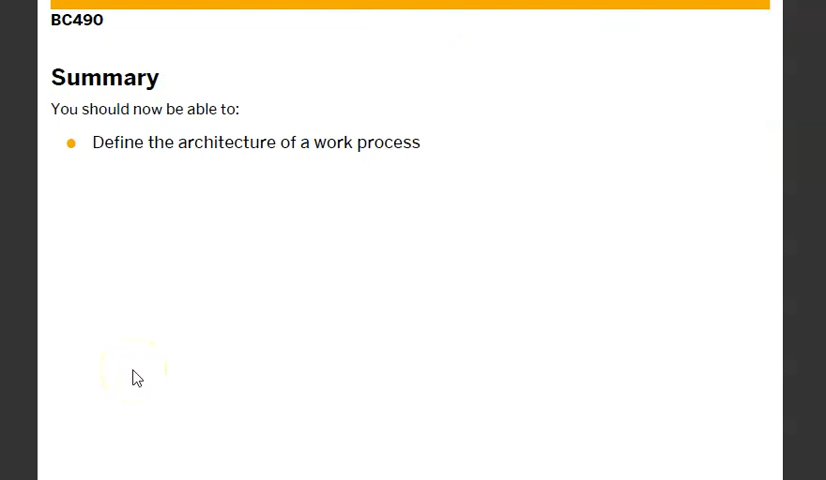 BC490
Summary
You should now be able to:
Define the architecture of a work process